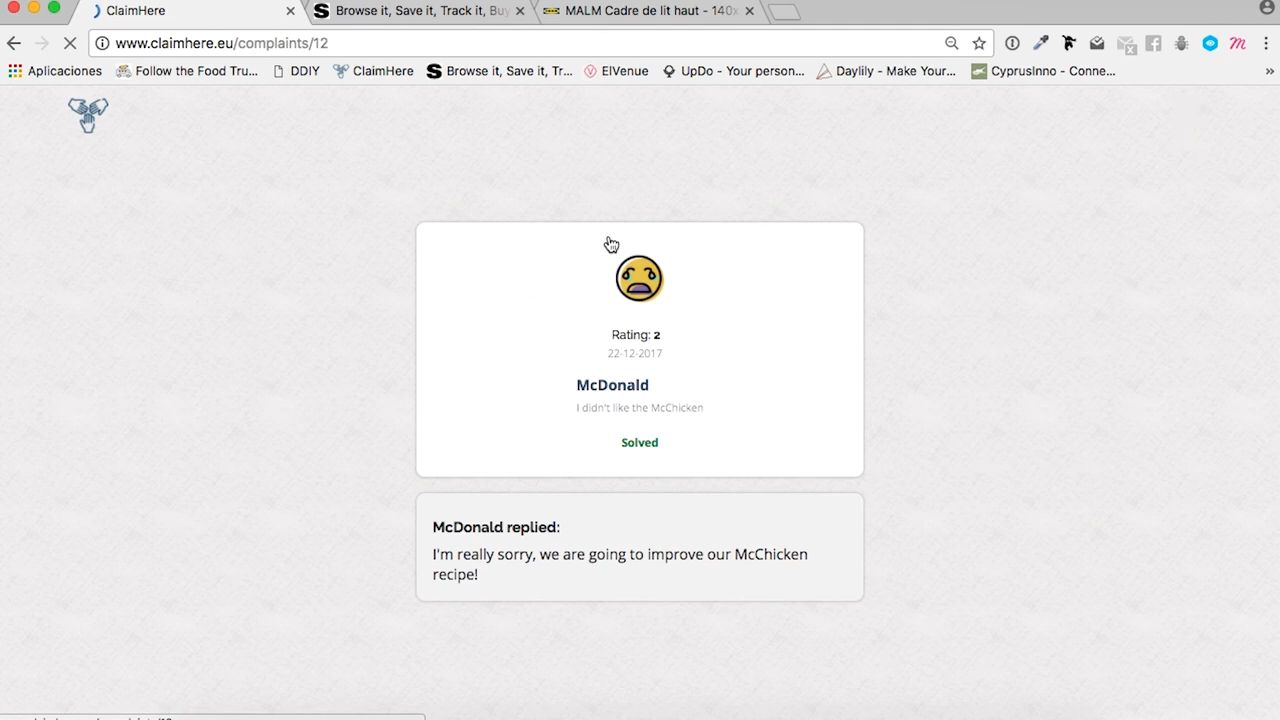 ClaimHere
Browse it, Save it, Track it, Buy
MALM Cadre de lit haut - 140x
www.claimhere.eu/complaints/12
Aplicaciones
Follow the Food Tru...
DDIY
ClaimHere
Browse it, Save it, Tr...
ElVenue
UpDo - Your person...
Daylily - Make Your...
CyprusInno - Conne...
Rating: 2
22-12-2017
McDonald
I didn't like the McChicken
Solved
McDonald replied:
I'm really sorry, we are going to improve our McChicken
recipe!